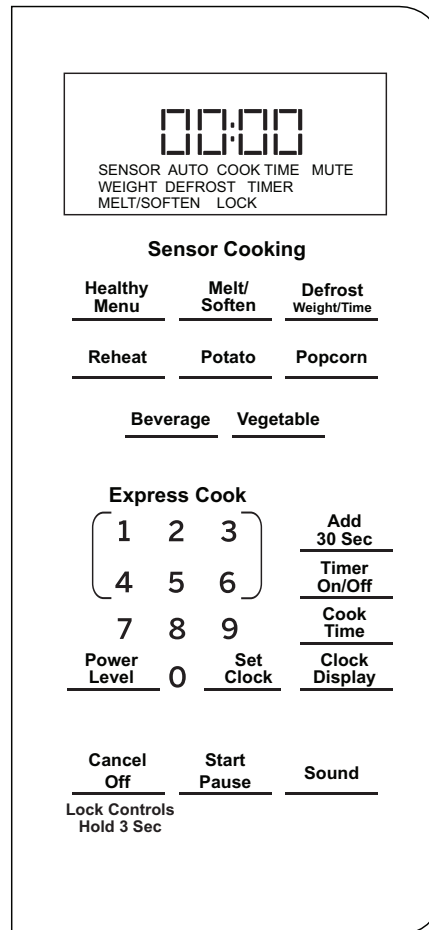 00:00
SENSOR AUTO COOK TIME MUTE
WEIGHT DEFROST TIMER
MELT/SOFTEN LOCK
Sensor Cooking
Healthy Menu
Melt/ Soften
Defrost Weight/Time
Reheat Potato Popcorn
Beverage Vegetable
Express Cook
1 2 3
Add 30 Sec
4 5 6
Timer On/Off
7 8 9
Cook Time
Power Level
0
Set Clock
Clock Display
Cancel Off
Start Pause
Sound
Lock Controls
Hold 3 Sec